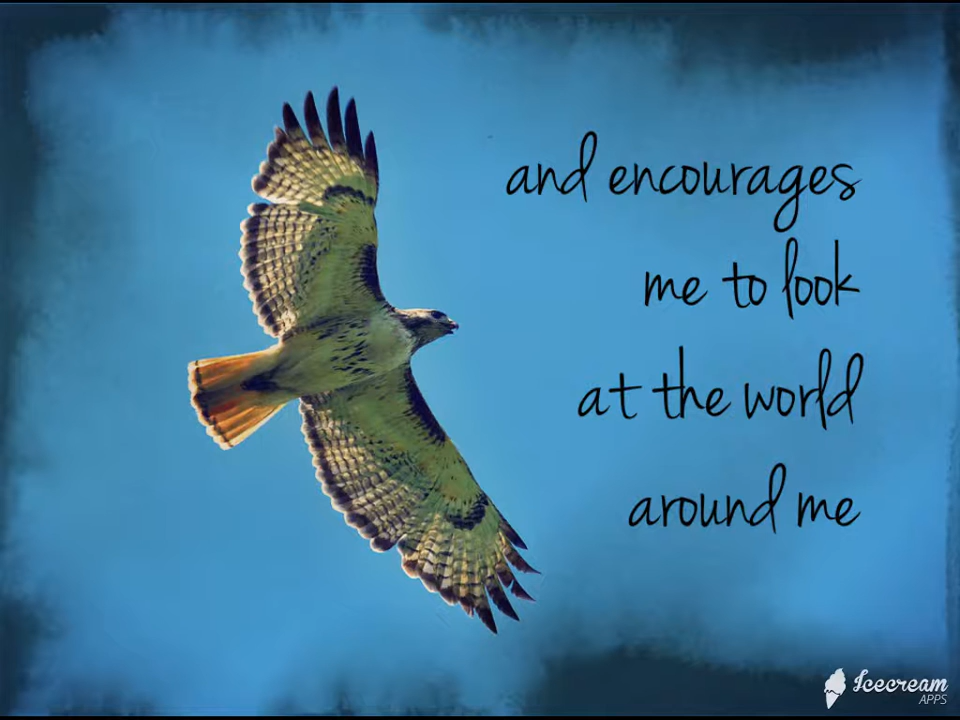 and encourages
me to look
at the world
around me
Icecream
APPS